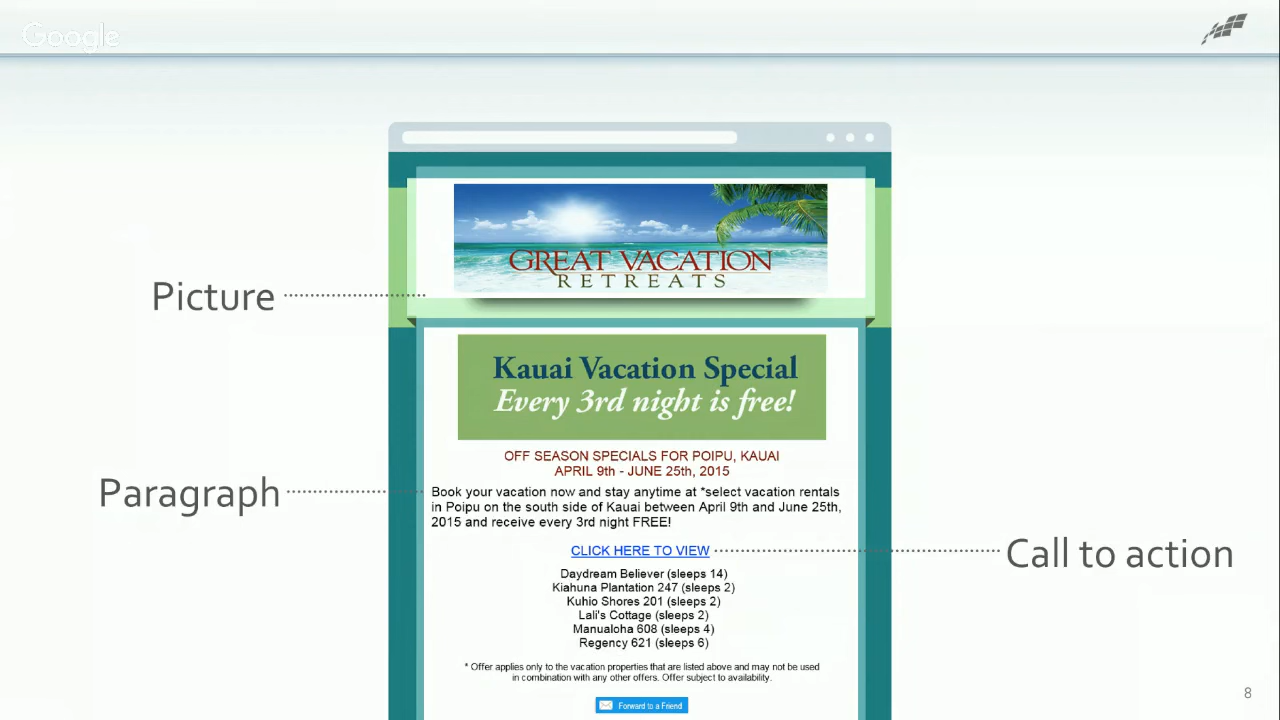 Google
GREAT VACATION
RETREATS
Picture
Kauai Vacation Special
Every 3rd night is free!
OFF SEASON SPECIALS FOR POIPU, KAUAI
APRIL 9th - JUNE 25th, 2015
Paragraph
Book your vacation now and stay anytime at *select vacation rentals
in Poipu on the south side of Kauai between April 9th and June 25th,
2015 and receive every 3rd night FREE!
CLICK HERE TO VIEW
Call to action
Daydream Believer (sleeps 14)
Kiahuna Plantation 247 (sleeps 2)
Kuhio Shores 201 (sleeps 2)
Lali's Cottage (sleeps 2)
Manualoha 608 (sleeps 4)
Regency 621 (sleeps 6)
* Offer applies only to the vacation properties that are listed above and may not be used
in combination with any other offers. Offer subject to availability.
Forward to a Friend
8